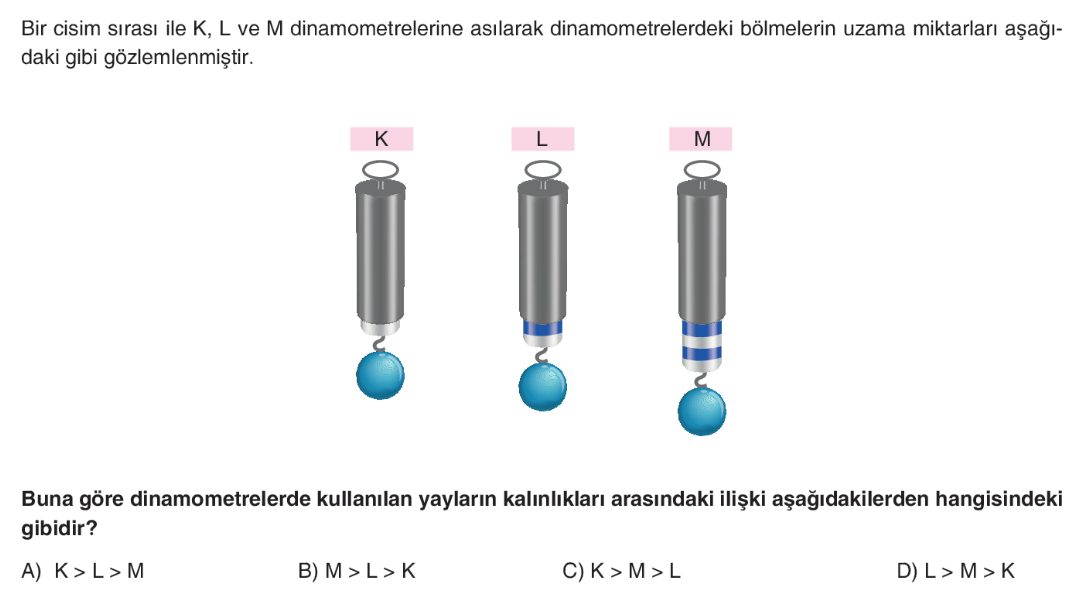 Bir cisim sırası ile K, L ve M dinamometrelerine asılarak dinamometrelerdeki bölmelerin uzama miktarları aşağı-
daki gibi gözlemlenmiştir.
K L M
Buna göre dinamometrelerde kullanılan yayların kalınlıkları arasındaki ilişki aşağıdakilerden hangisindeki
gibidir?
A) K > L > M B) M > L > K C) K > M > L D) L > M > K